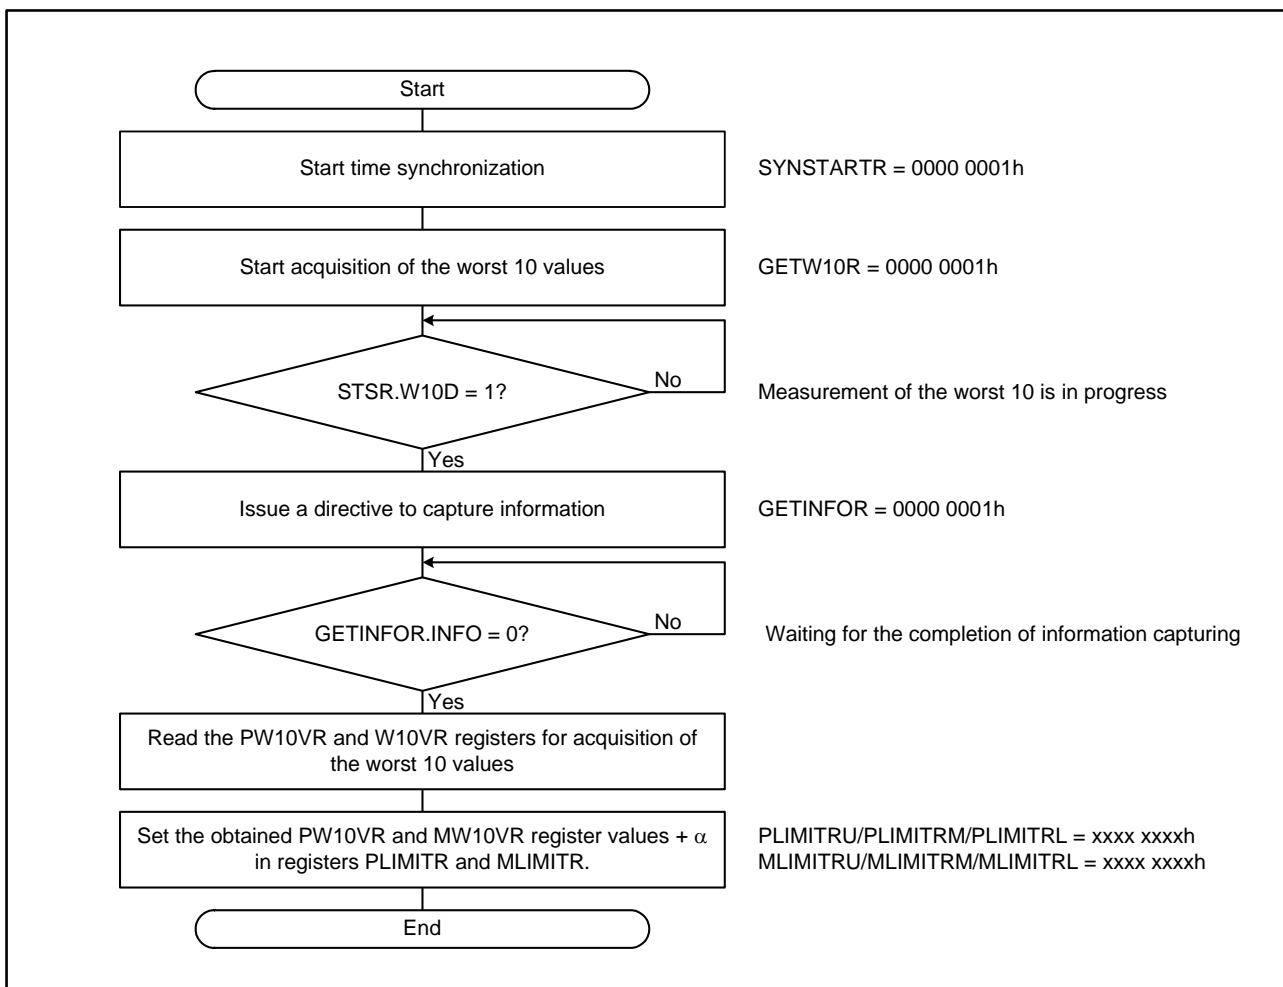 Start
Start time synchronization
SYNSTARTR = 0000 0001h
Start acquisition of the worst 10 values
GETW10R = 0000 0001h
STSR.W10D = 1?
No
Measurement of the worst 10 is in progress
Yes
Issue a directive to capture information
GETINFOR = 0000 0001h
GETINFOR.INFO = 0?
No
Waiting for the completion of information capturing
Yes
Read the PW10VR and W10VR registers for acquisition of
the worst 10 values
Set the obtained PW10VR and MW10VR register values + α
in registers PLIMITR and MLIMITR.
PLIMITRU/PLIMITRM/PLIMITRL = xxxx xxxxh
MLIMITRU/MLIMITRM/MLIMITRL = xxxx xxxxh
End